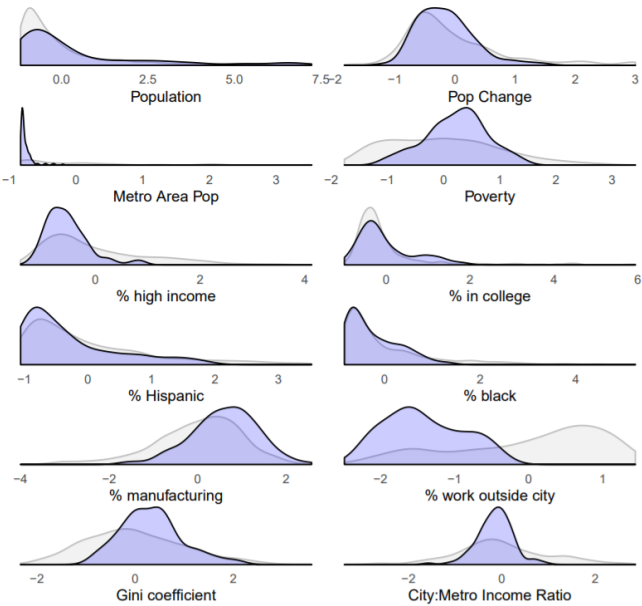 0.0 2.5 5.0 7.5 −2 −1 0 1 2 3
Population Pop Change
−1 0 1 2 3 −2 −1 0 1 2 3
Metro Area Pop Poverty
0 2 4 0 2 4 6
% high income % in college
−1 0 1 2 3 0 2 4
% Hispanic % black
−4 −2 0 2 −2 −1 0 1
% manufacturing % work outside city
−2 0 2 −2 0 2
Gini coefficient City:Metro Income Ratio